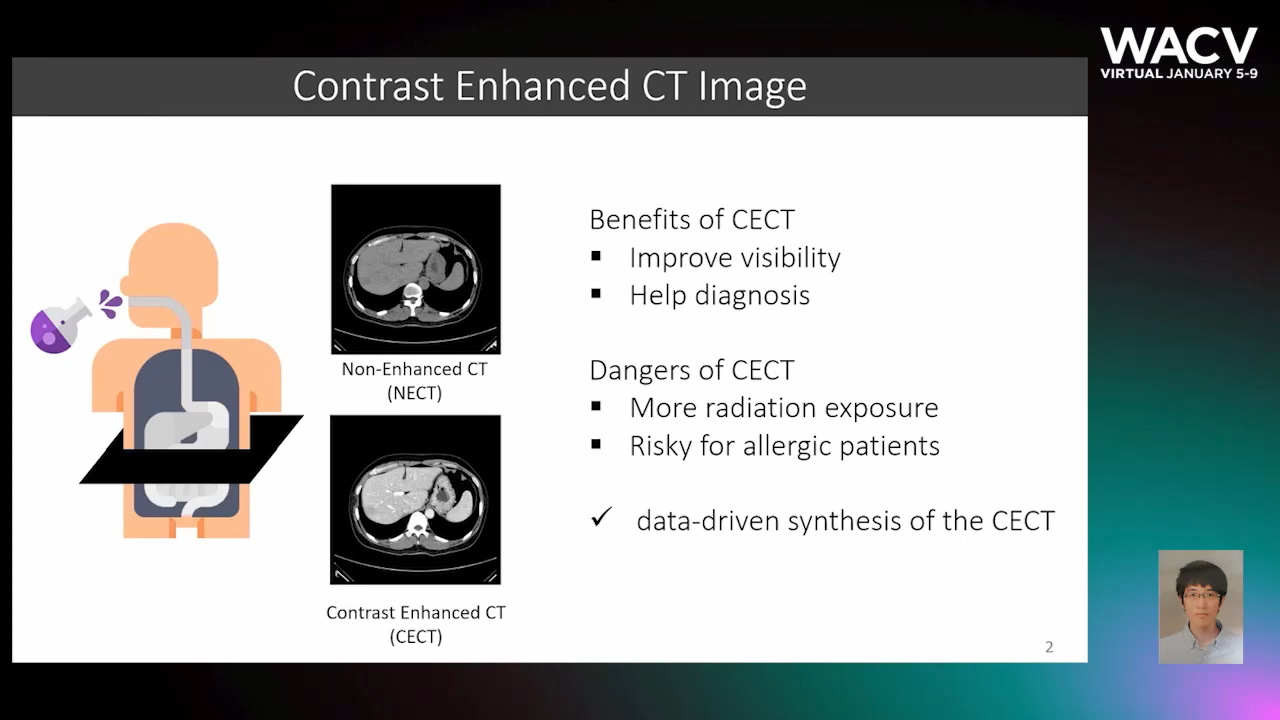 WACV
VIRTUAL JANUARY 5-9
Contrast Enhanced CT Image
Non-Enhanced CT
(NECT)
Contrast Enhanced CT
(CECT)
Benefits of CECT
▪ Improve visibility
▪ Help diagnosis
Dangers of CECT
▪ More radiation exposure
▪ Risky for allergic patients
✓ data-driven synthesis of the CECT
2